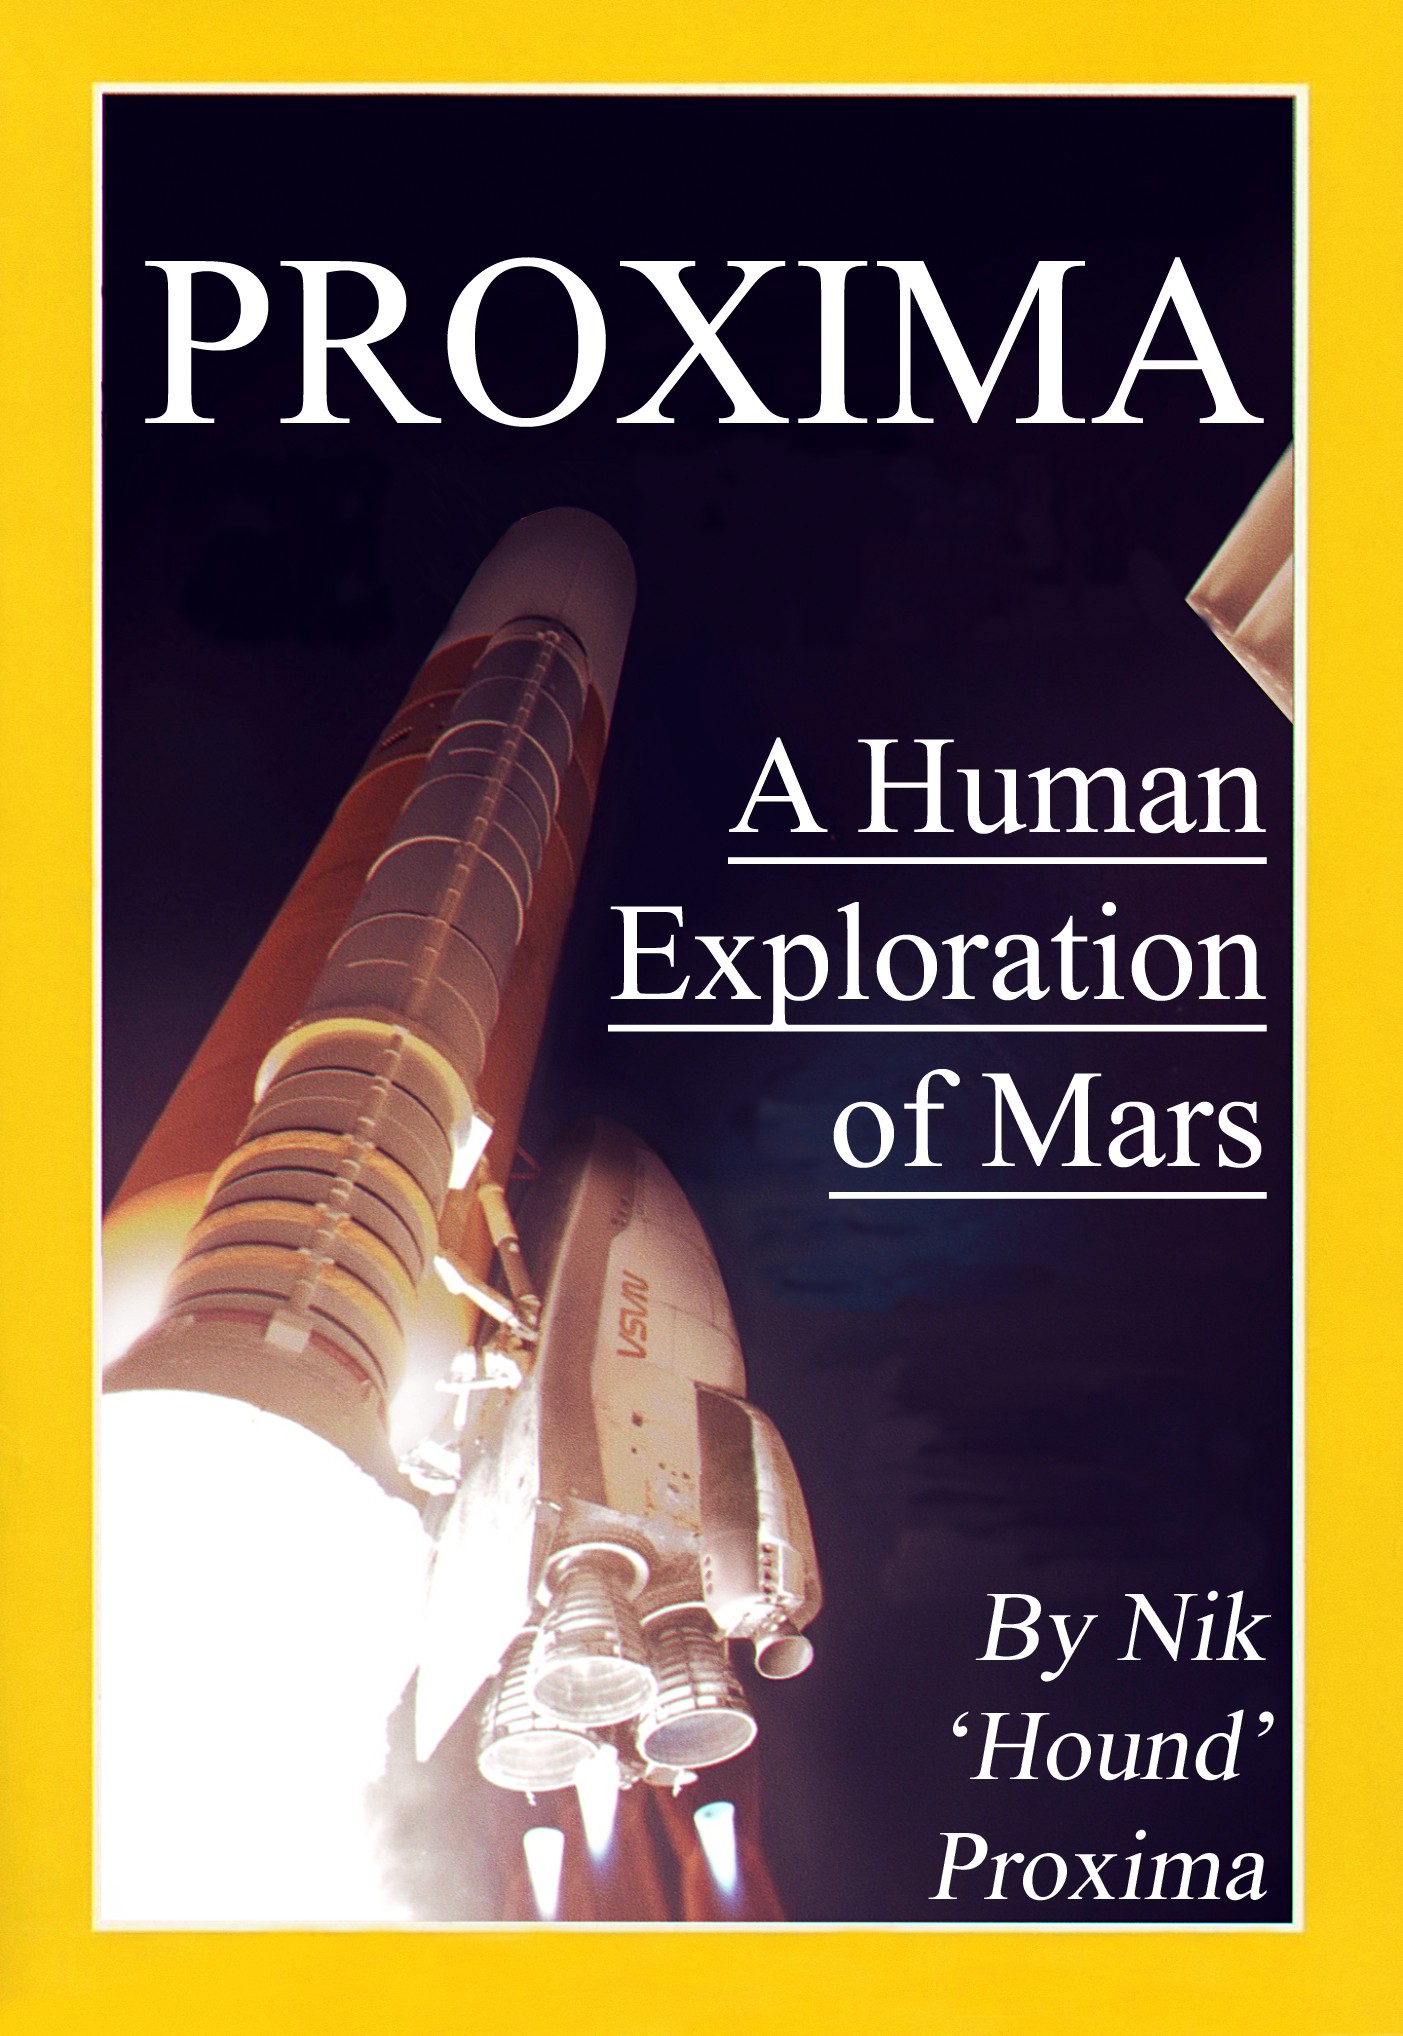 PROXIMA
A Human
Exploration
of Mars
NASA
By Nik
‘Hound’
Proxima